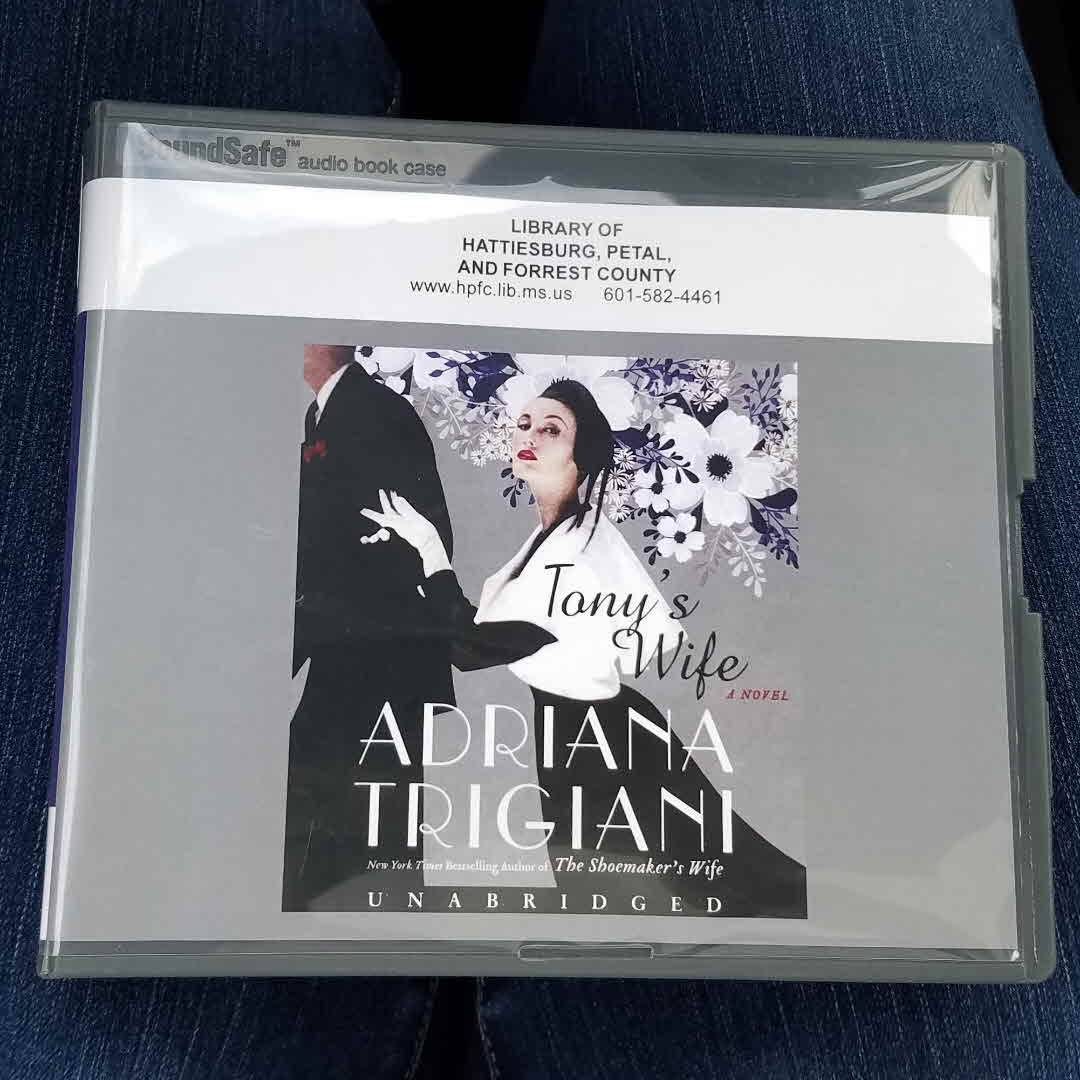 SoundSafe™ audio book case
LIBRARY OF
HATTIESBURG, PETAL,
AND FORREST COUNTY
www.hpfc.lib.ms.us 601-582-4461
Tony's
Wife
A NOVEL
ADRIANA
TRIGIANI
New York Times Bestselling Author of The Shoemaker's Wife
UNABRIDGED